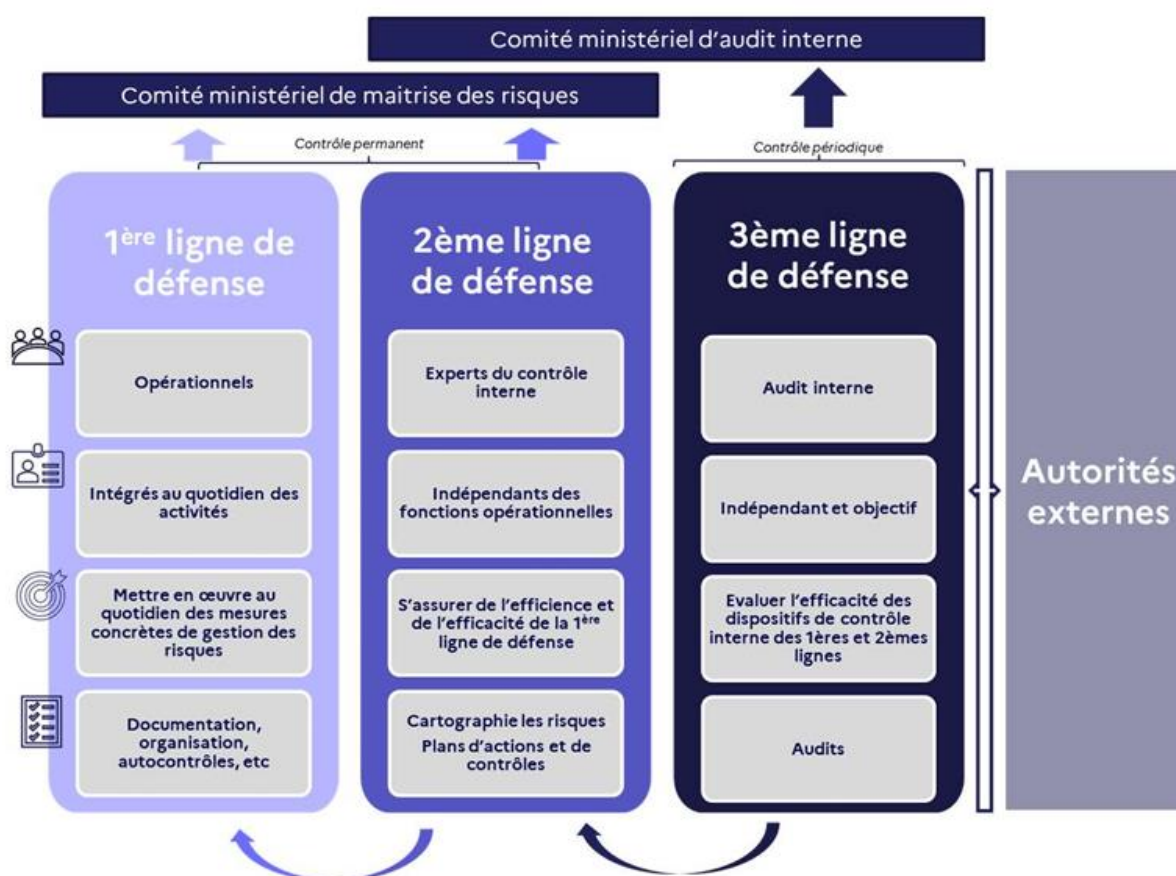 Comité ministériel d'audit interne
Comité ministériel de maitrise des risques
Contrôle permanent
Contrôle périodique
1ère ligne de
défense
Opérationnels
Intégrés au quotidien des
activités
Mettre en œuvre au
quotidien des mesures
concrètes de gestion des
risques
Documentation,
organisation,
autocontrôles, etc
2ème ligne
de défense
Experts du contrôle
interne
Indépendants des
fonctions opérationnelles
S'assurer de l'efficience et
de l'efficacité de la 1ère
ligne de défense
Cartographie les risques
Plans d'actions et de
contrôles
3ème ligne
de défense
Audit interne
Indépendant et objectif
Evaluer l'efficacité des
dispositifs de contrôle
interne des 1ères et 2èmes
lignes
Audits
Autorités
externes